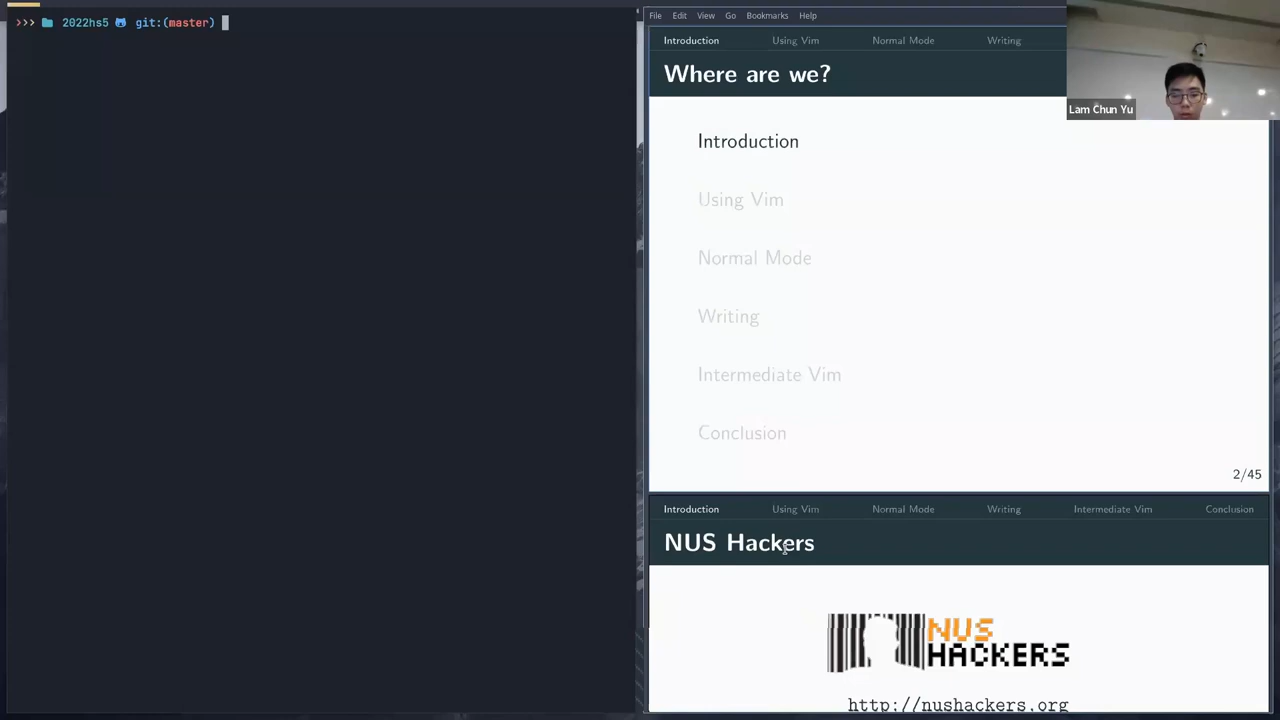 >>> 2022hs5 git:(master)
File Edit View Go Bookmarks Help
Introduction Using Vim Normal Mode Writing
Where are we?
Lam Chun Yu
Introduction
Using Vim
Normal Mode
Writing
Intermediate Vim
Conclusion
2/45
Introduction Using Vim Normal Mode Writing Intermediate Vim Conclusion
NUS Hackers
NUS
HACKERS
http://nushackers.org